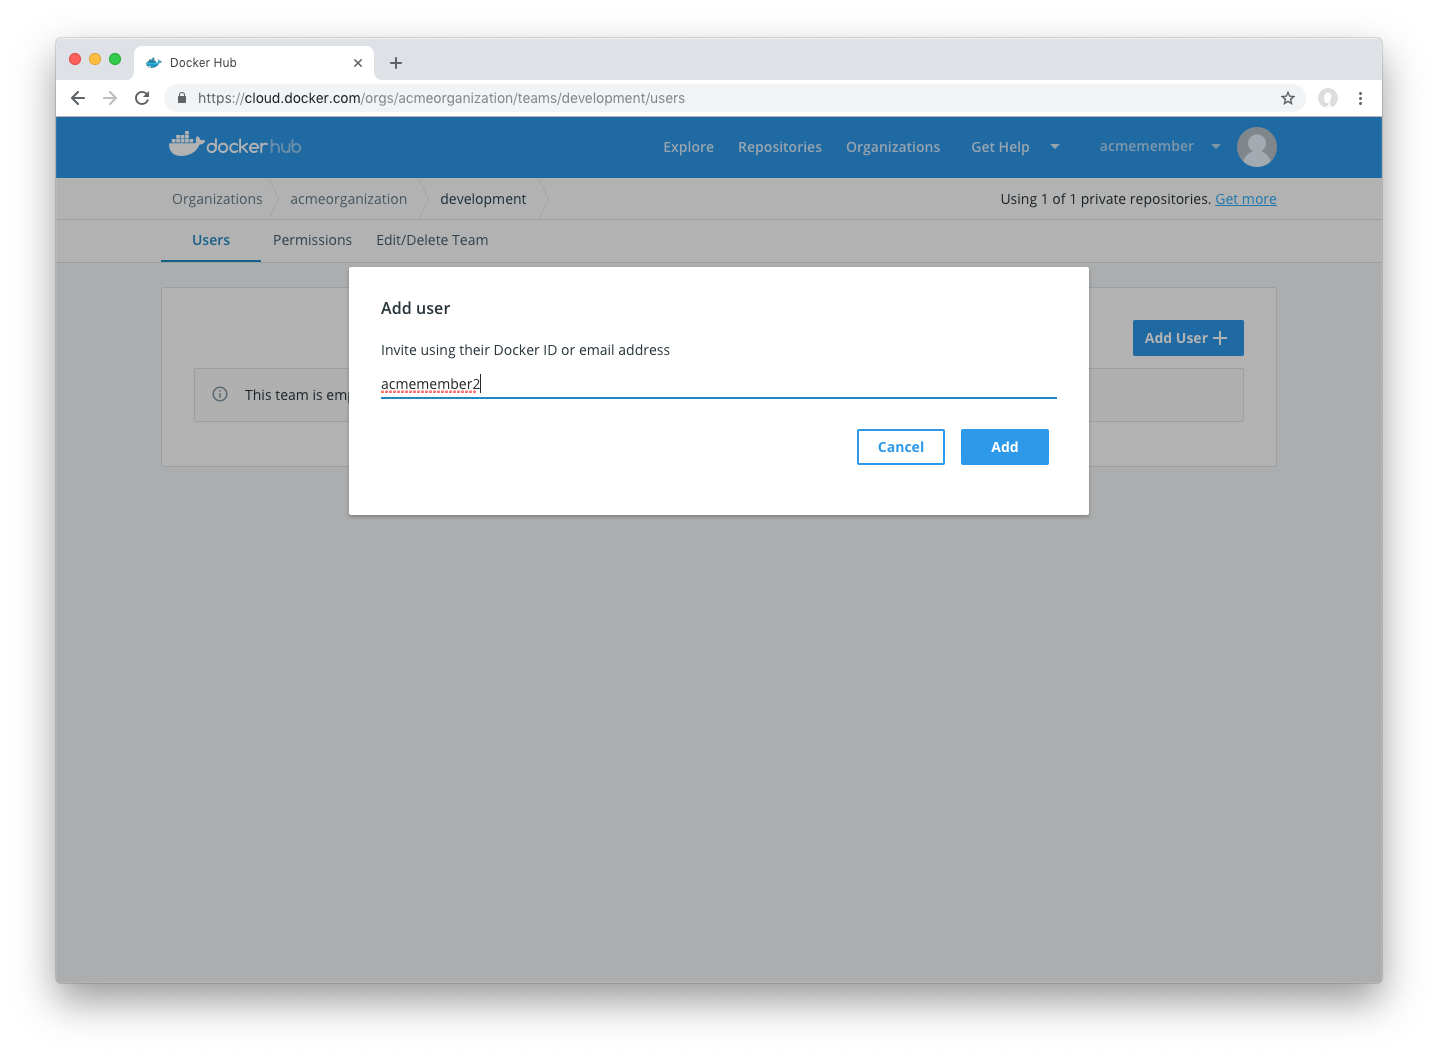 Docker Hub
https://cloud.docker.com/orgs/acmeorganization/teams/development/users
dockerhub Explore Repositories Organizations Get Help acmemember
Organizations acmeorganization development Using 1 of 1 private repositories. Get more
Users Permissions Edit/Delete Team
Add User
This team is em
Add user
Invite using their Docker ID or email address
acmemember2
Cancel Add